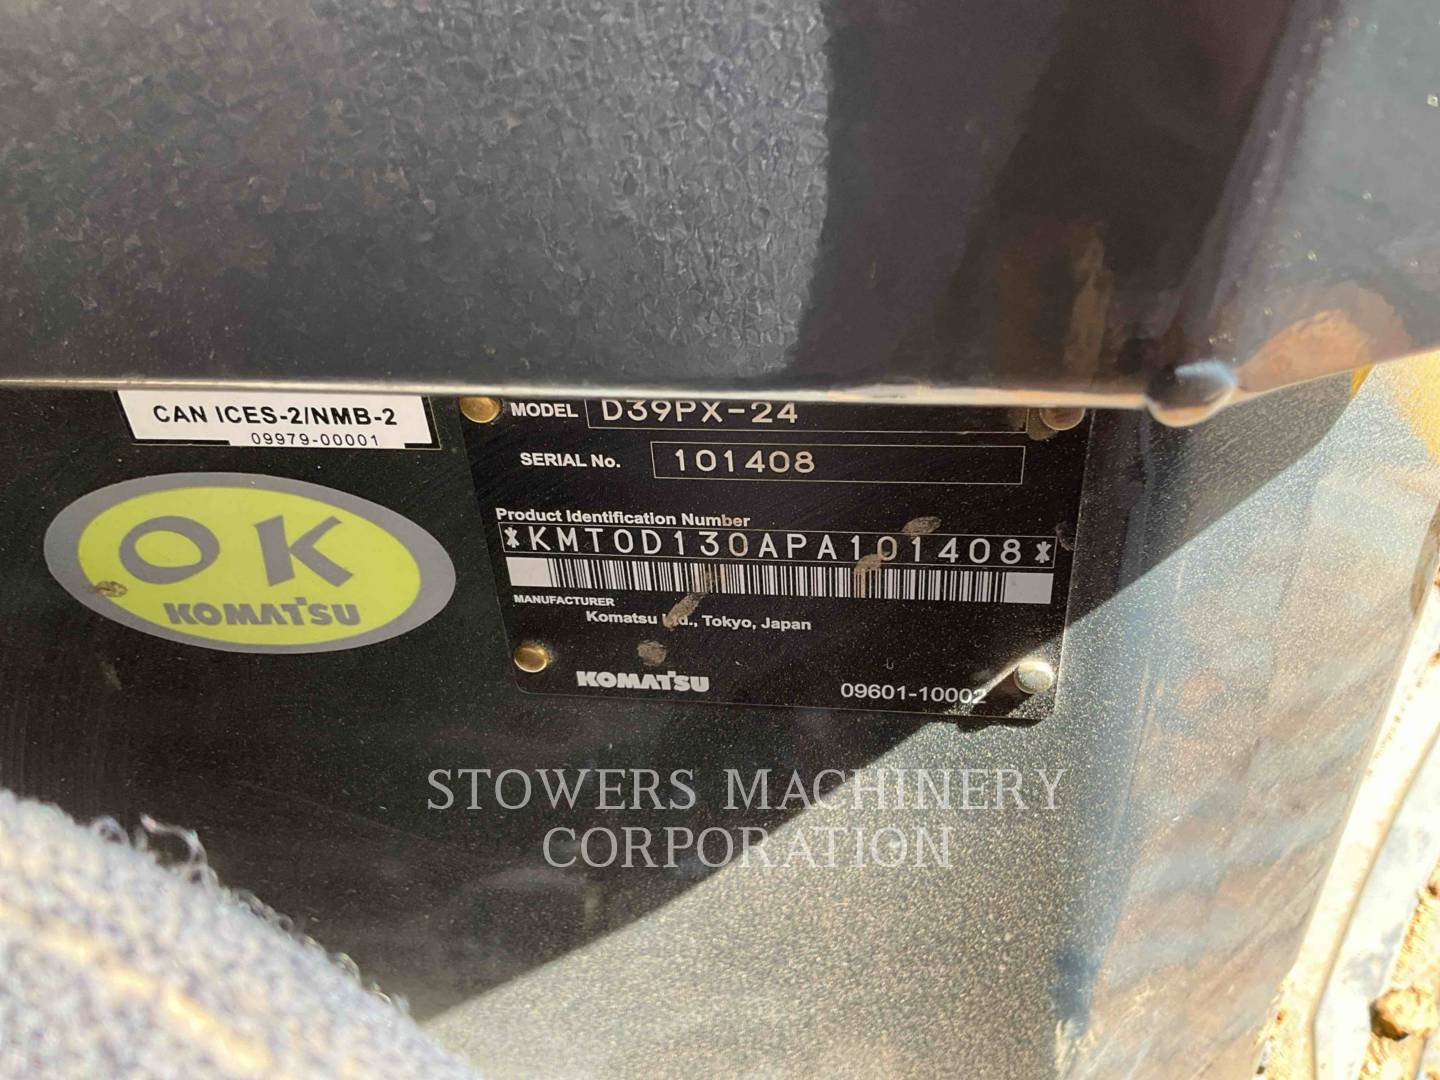 CAN ICES-2/NMB-2
09979-00001
OK
KOMATSU
MODEL D39PX-24
SERIAL No. 101408
Product Identification Number
*KMT0D130APA101408*
MANUFACTURER
Komatsu Ltd., Tokyo, Japan
KOMATSU 09601-10002
STOWERS MACHINERY
CORPORATION